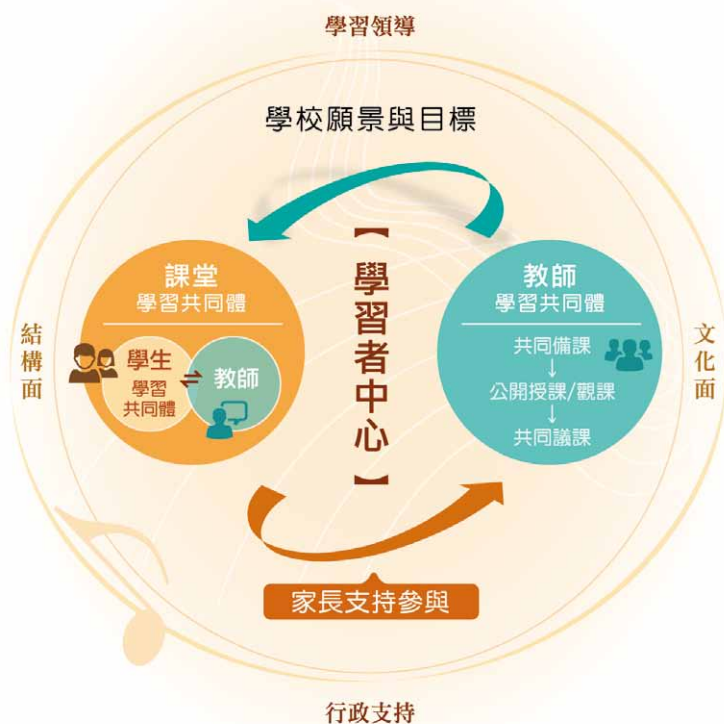 學習領導
學校願景與目標
【學習者中心】
課堂
學習共同體
學生
學習
共同體
⇌
教師
教師
學習共同體
共同備課
↓
公開授課/觀課
↓
共同議課
結構面
文化面
家長支持參與
行政支持